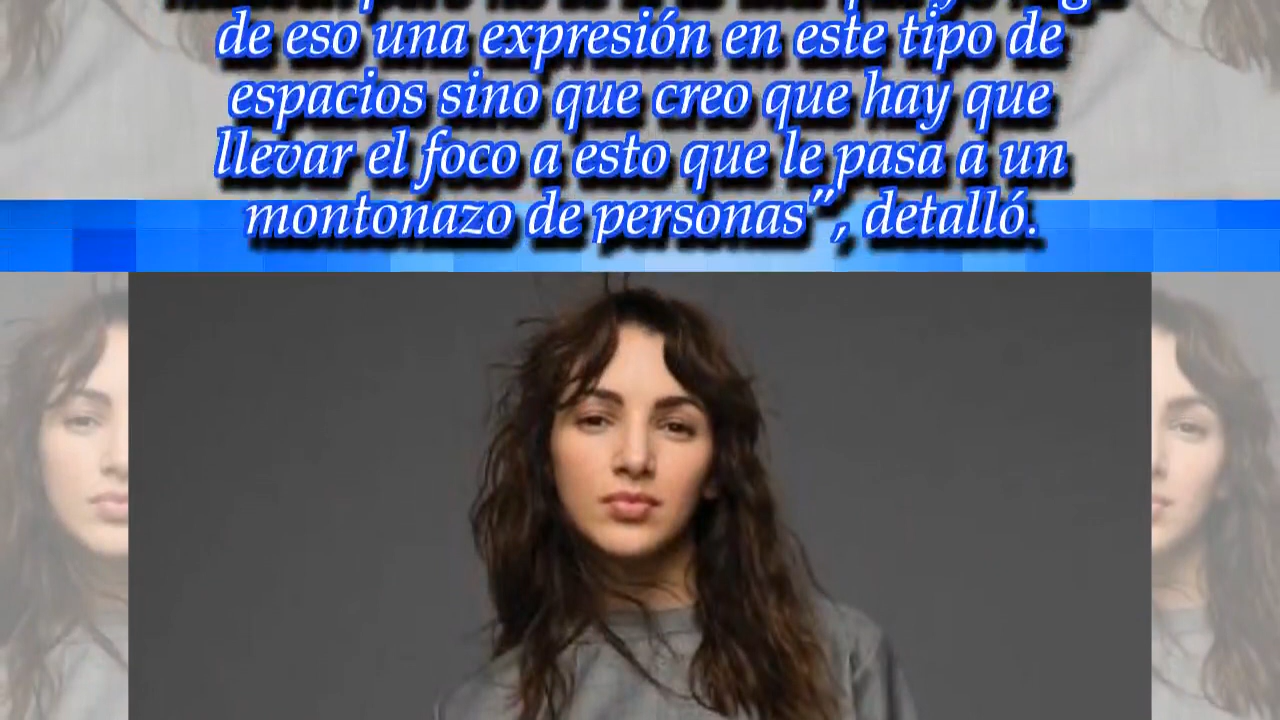 de eso una expresión en este tipo de
espacios sino que creo que hay que
llevar el foco a esto que le pasa a un
montonazo de personas”, detalló.